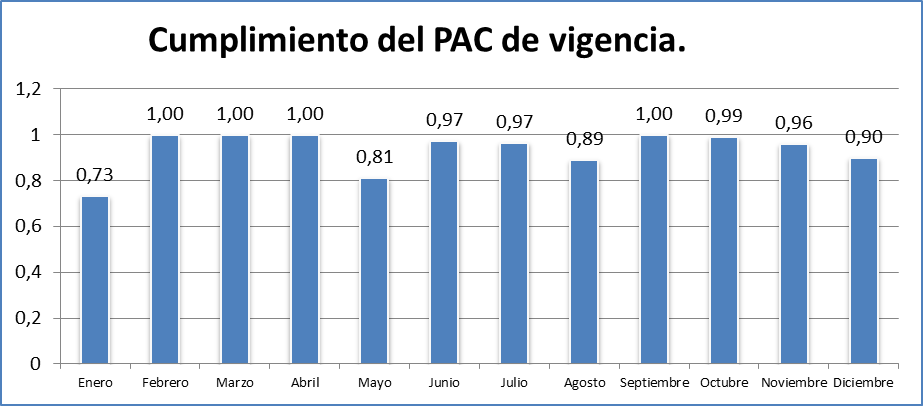 Cumplimiento del PAC de vigencia.
1,2
1
0,8
0,6
0,4
0,2
0
0,73
1,00
1,00
1,00
0,81
0,97
0,97
0,89
1,00
0,99
0,96
0,90
Enero
Febrero
Marzo
Abril
Mayo
Junio
Julio
Agosto
Septiembre
Octubre
Noviembre
Diciembre